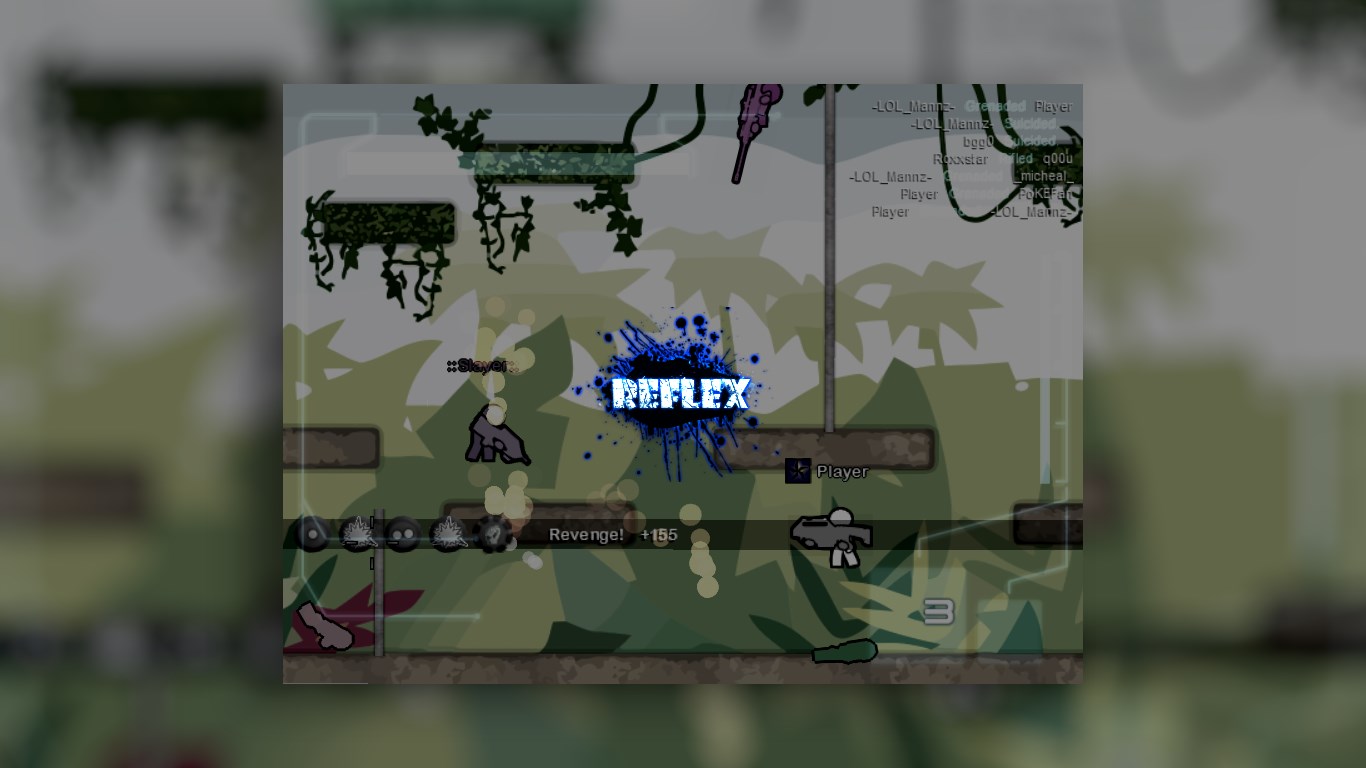 -LOL_Mannz- Grenaded Player
-LOL_Mannz- Suicided
bgg0 Suicided
Roxxstar Rifled q00u
-LOL_Mannz- Grenaded _micheal_
Player PoKEFan
Player -LOL_Mannz-
::Slayer::
REFLEX
Player
Revenge! +155
3